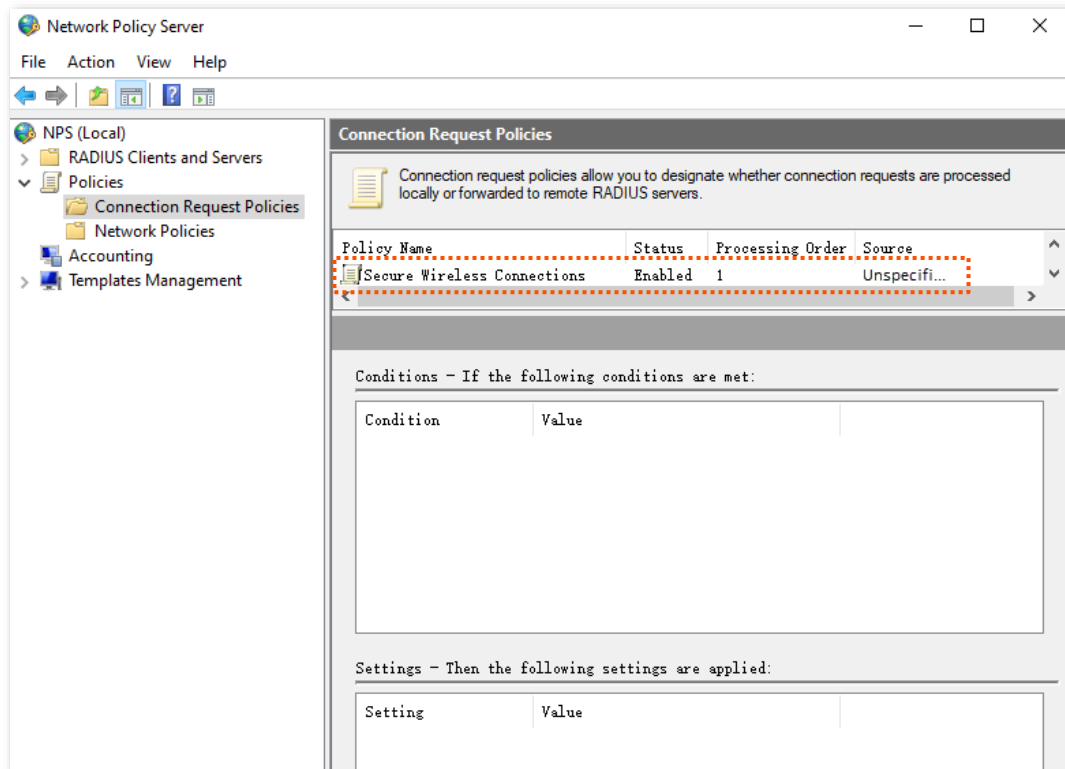 Network Policy Server
File Action View Help
NPS (Local)
RADIUS Clients and Servers
Policies
Connection Request Policies
Network Policies
Accounting
Templates Management
Connection Request Policies
Connection request policies allow you to designate whether connection requests are processed
locally or forwarded to remote RADIUS servers.
Policy Name Status Processing Order Source
Secure Wireless Connections Enabled 1 Unspecifi...
Conditions - If the following conditions are met:
Condition Value
Settings - Then the following settings are applied:
Setting Value